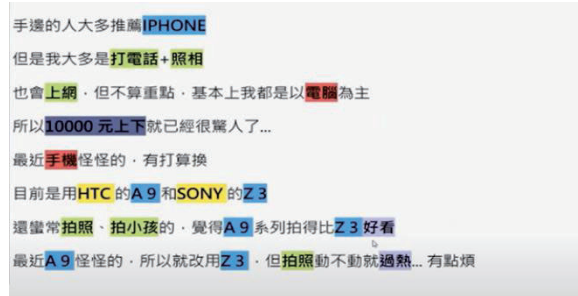 手邊的人大多推薦IPHONE
但是我大多是打電話+照相
也會上網，但不算重點，基本上我都是以電腦為主
所以10000 元上下就已經很驚人了...
最近手機怪怪的，有打算換
目前是用HTC 的A 9 和SONY 的Z 3
還蠻常拍照、拍小孩的，覺得A 9 系列拍得比Z 3 好看
最近A 9 怪怪的，所以就改用Z 3 ，但拍照動不動就過熱... 有點煩